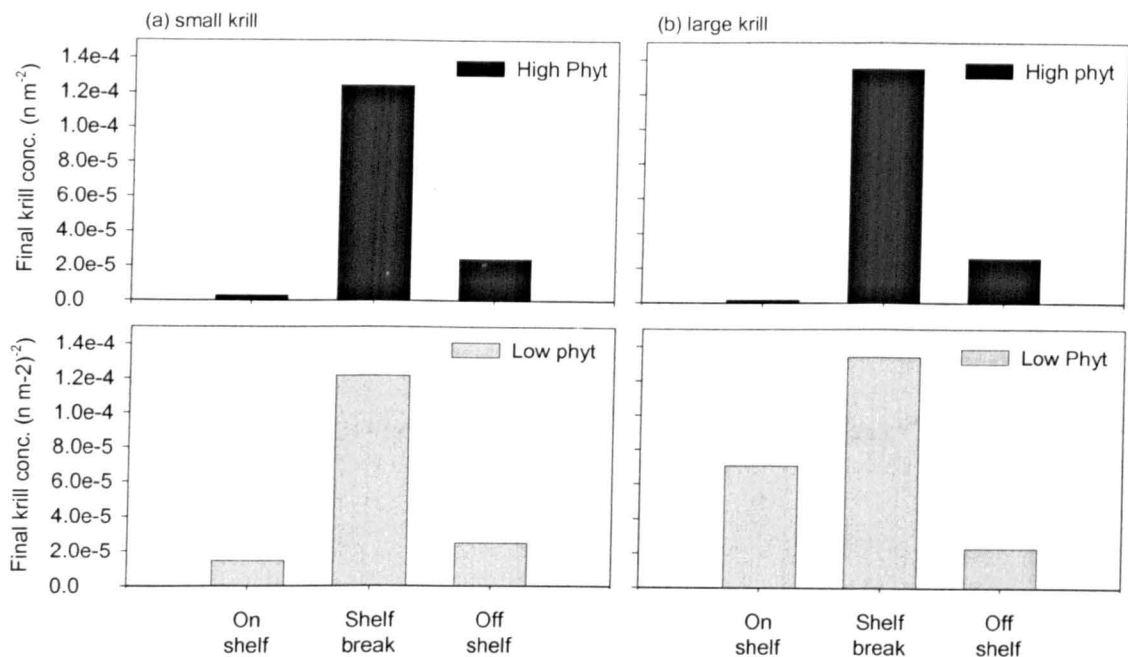 (a) small krill
(b) large krill
Final krill conc. (n m-2)
1.4e-4
1.2e-4
1.0e-4
8.0e-5
6.0e-5
4.0e-5
2.0e-5
0.0
High Phyt
High phyt
Final krill conc. (n m-2)-2)
1.4e-4
1.2e-4
1.0e-4
8.0e-5
6.0e-5
4.0e-5
2.0e-5
0.0
Low phyt
Low Phyt
On
shelf
Shelf
break
Off
shelf
On
shelf
Shelf
break
Off
shelf